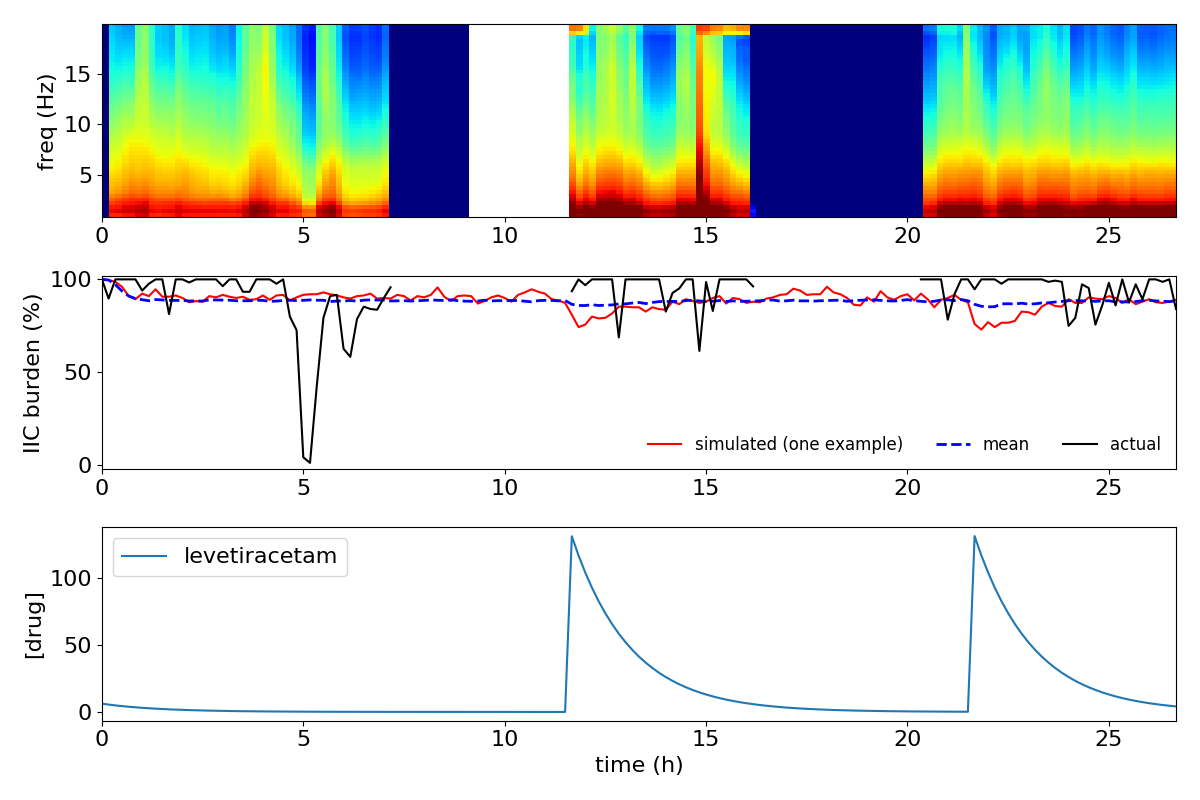 freq (Hz)
15
10
5
0 5 10 15 20 25
IIC burden (%)
100
50
0
simulated (one example) mean actual
0 5 10 15 20 25
[drug]
levetiracetam
100
50
0
0 5 10 15 20 25
time (h)